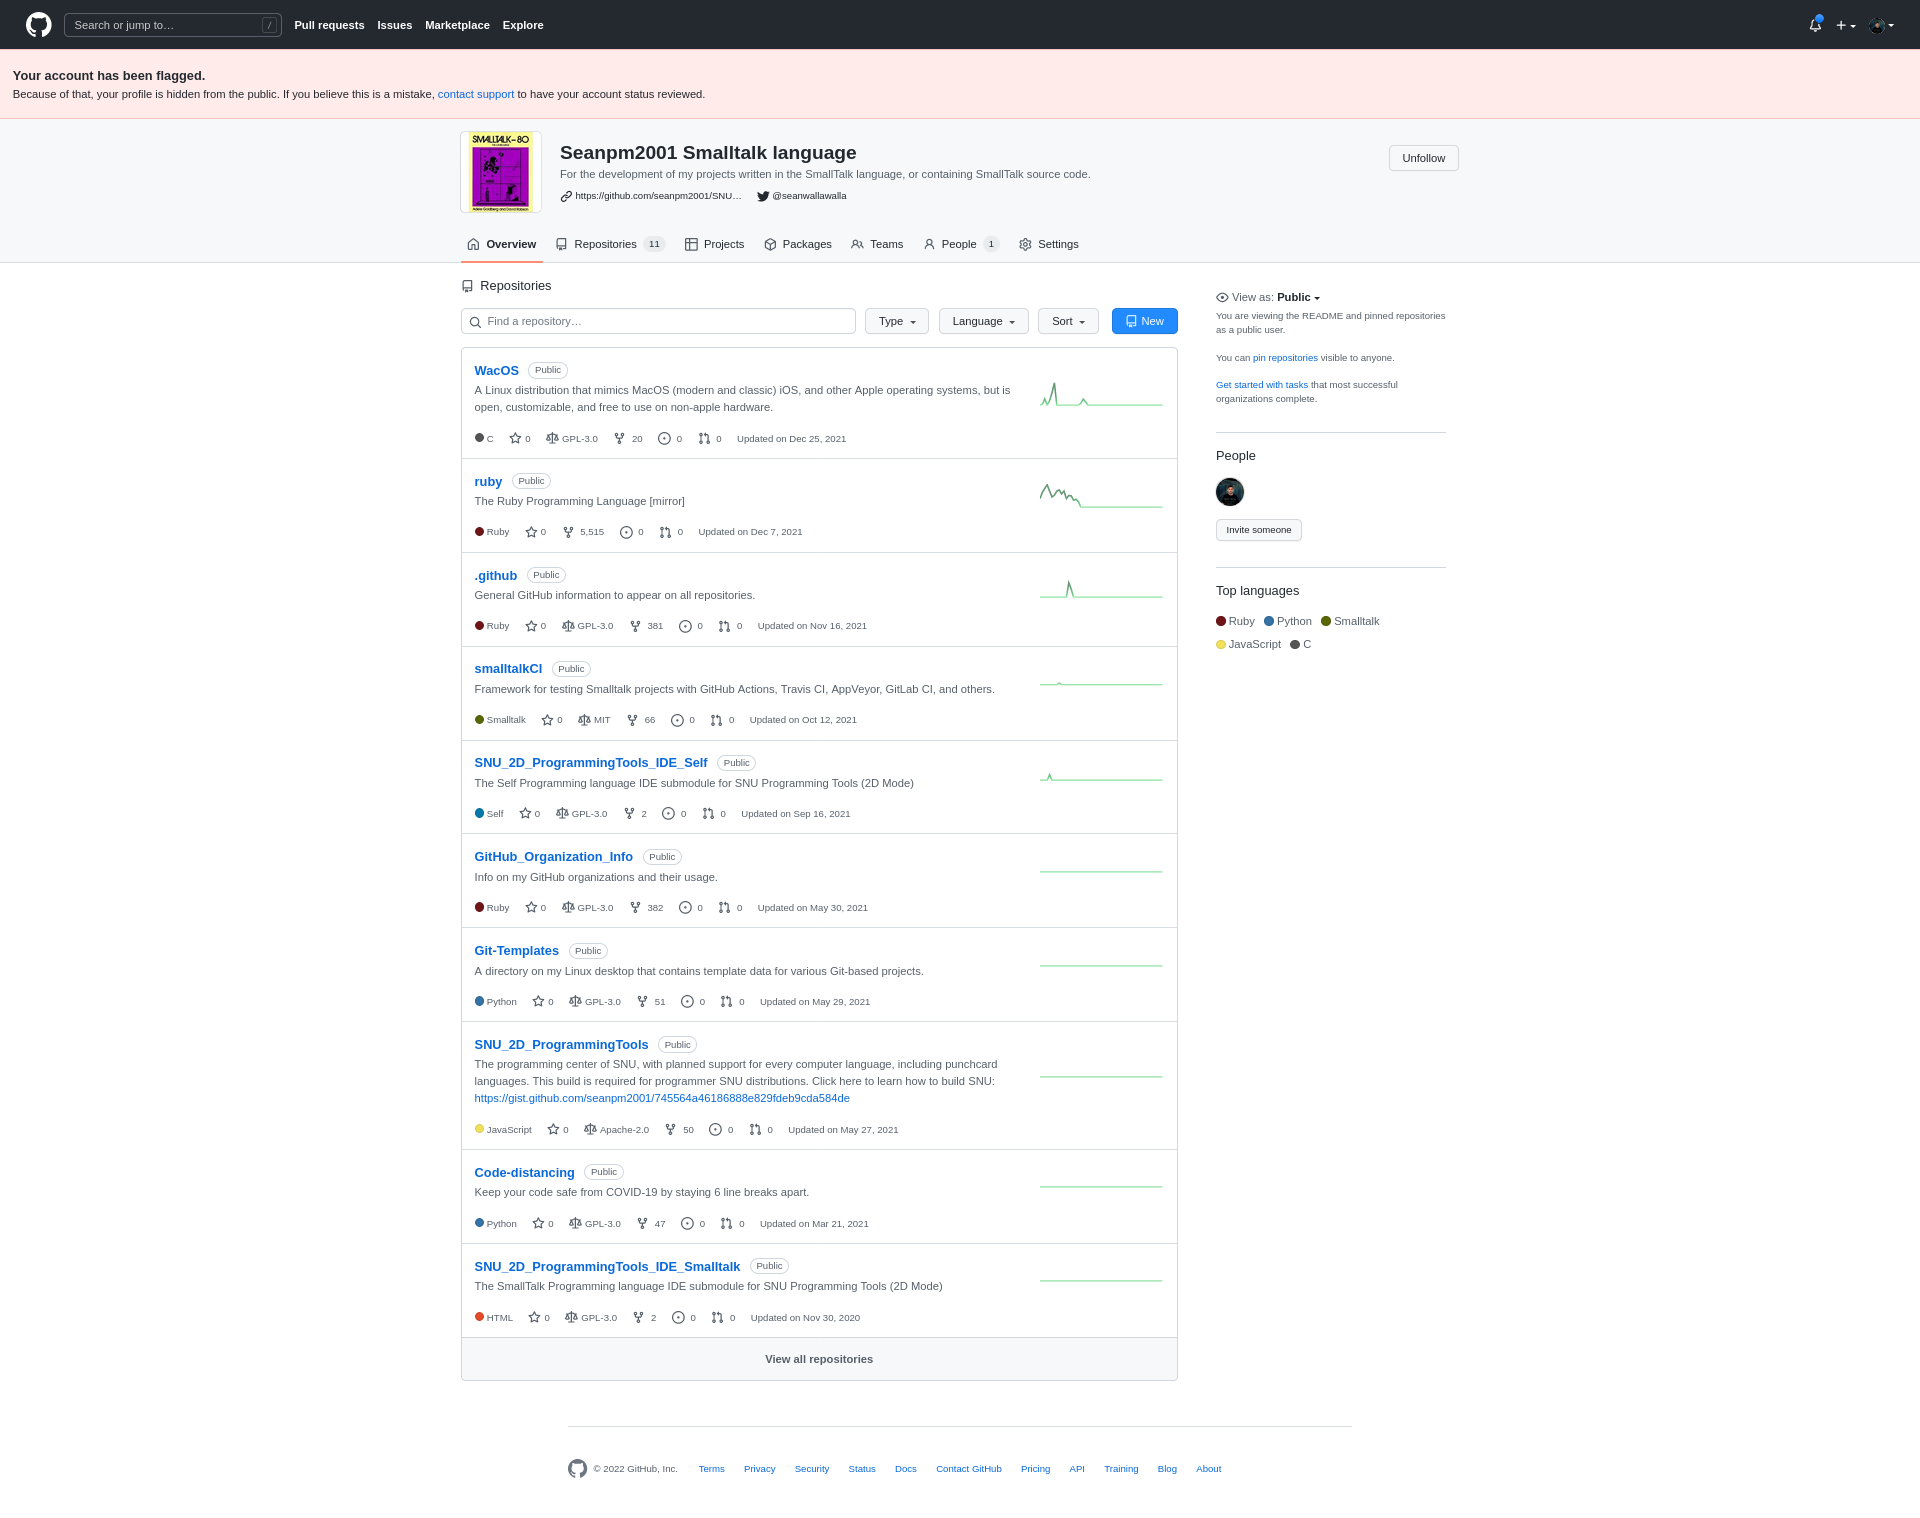 Search or jump to… /
Pull requests Issues Marketplace Explore
Your account has been flagged.
Because of that, your profile is hidden from the public. If you believe this is a mistake, contact support to have your account status reviewed.
SMALLTALK-80
Seanpm2001 Smalltalk language
For the development of my projects written in the SmallTalk language, or containing SmallTalk source code.
https://github.com/seanpm2001/SNU… @seanwallawalla
Unfollow
Adele Goldberg and David Robson
Overview Repositories 11 Projects Packages Teams People 1 Settings
Repositories
Find a repository… Type Language Sort New
WacOS Public
A Linux distribution that mimics MacOS (modern and classic) iOS, and other Apple operating systems, but is
open, customizable, and free to use on non-apple hardware.
C 0 GPL-3.0 20 0 0 Updated on Dec 25, 2021
ruby Public
The Ruby Programming Language [mirror]
Ruby 0 5,515 0 0 Updated on Dec 7, 2021
.github Public
General GitHub information to appear on all repositories.
Ruby 0 GPL-3.0 381 0 0 Updated on Nov 16, 2021
smalltalkCI Public
Framework for testing Smalltalk projects with GitHub Actions, Travis CI, AppVeyor, GitLab CI, and others.
Smalltalk 0 MIT 66 0 0 Updated on Oct 12, 2021
SNU_2D_ProgrammingTools_IDE_Self Public
The Self Programming language IDE submodule for SNU Programming Tools (2D Mode)
Self 0 GPL-3.0 2 0 0 Updated on Sep 16, 2021
GitHub_Organization_Info Public
Info on my GitHub organizations and their usage.
Ruby 0 GPL-3.0 382 0 0 Updated on May 30, 2021
Git-Templates Public
A directory on my Linux desktop that contains template data for various Git-based projects.
Python 0 GPL-3.0 51 0 0 Updated on May 29, 2021
SNU_2D_ProgrammingTools Public
The programming center of SNU, with planned support for every computer language, including punchcard
languages. This build is required for programmer SNU distributions. Click here to learn how to build SNU:
https://gist.github.com/seanpm2001/745564a46186888e829fdeb9cda584de
JavaScript 0 Apache-2.0 50 0 0 Updated on May 27, 2021
Code-distancing Public
Keep your code safe from COVID-19 by staying 6 line breaks apart.
Python 0 GPL-3.0 47 0 0 Updated on Mar 21, 2021
SNU_2D_ProgrammingTools_IDE_Smalltalk Public
The SmallTalk Programming language IDE submodule for SNU Programming Tools (2D Mode)
HTML 0 GPL-3.0 2 0 0 Updated on Nov 30, 2020
View all repositories
View as: Public
You are viewing the README and pinned repositories
as a public user.
You can pin repositories visible to anyone.
Get started with tasks that most successful
organizations complete.
People
Invite someone
Top languages
Ruby Python Smalltalk
JavaScript C
© 2022 GitHub, Inc. Terms Privacy Security Status Docs Contact GitHub Pricing API Training Blog About